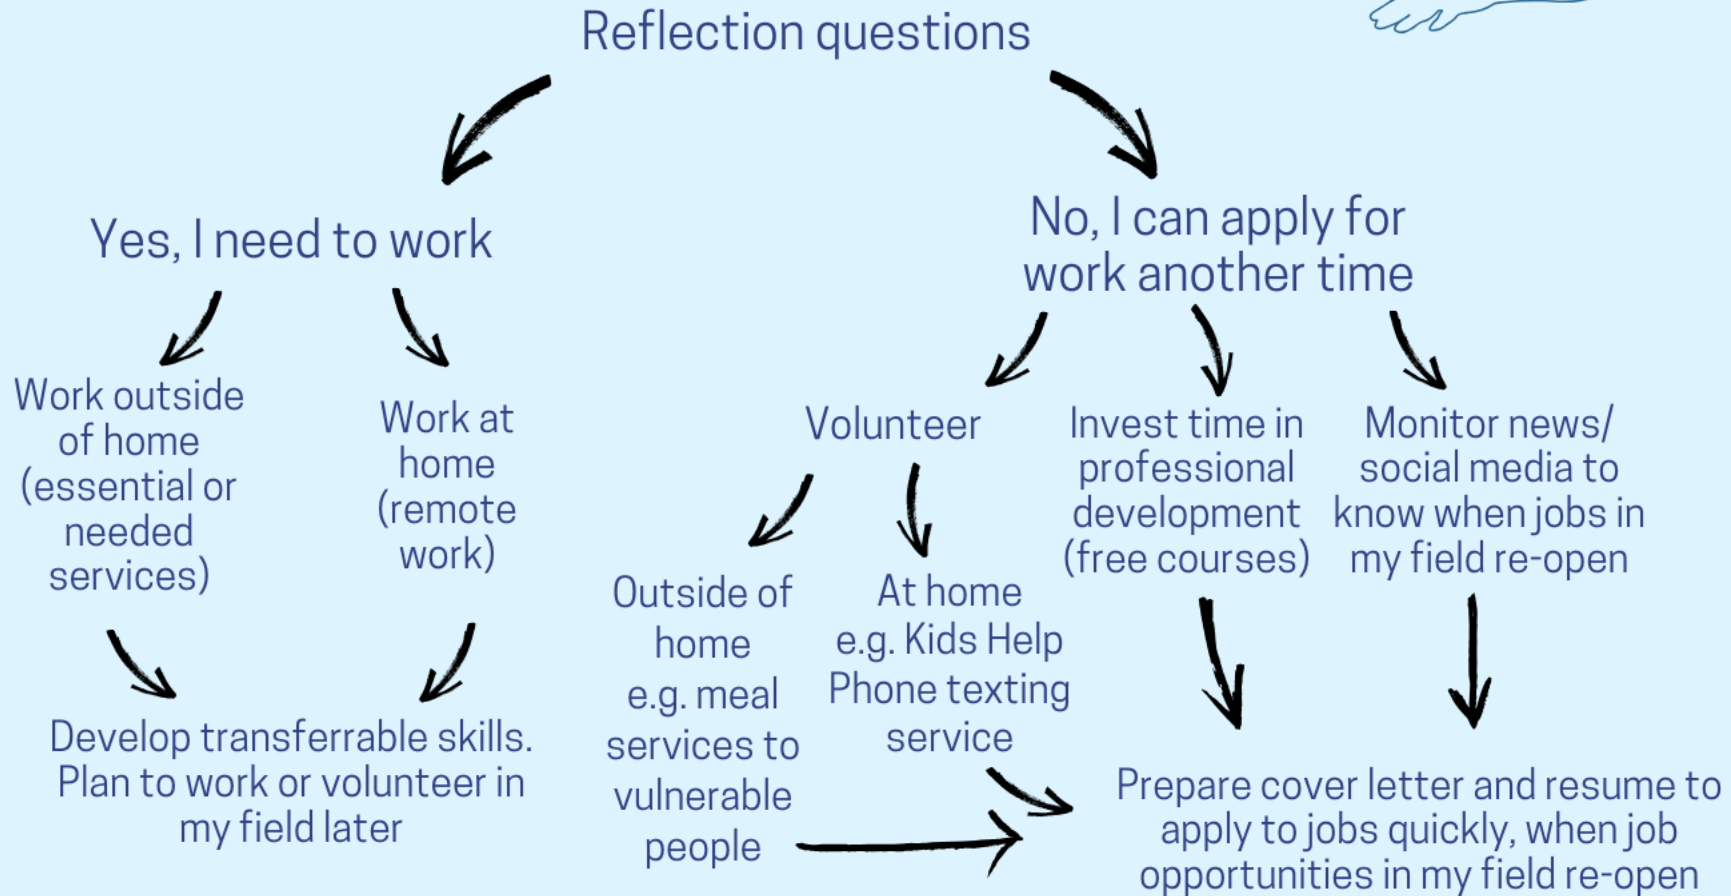 Reflection questions
Yes, I need to work
No, I can apply for
work another time
Work outside
of home
(essential or
needed
services)
Work at
home
(remote
work)
Volunteer
Invest time in
professional
development
(free courses)
Monitor news/
social media to
know when jobs in
my field re-open
Outside of
home
e.g. meal
services to
vulnerable
people
At home
e.g. Kids Help
Phone texting
service
Develop transferrable skills.
Plan to work or volunteer in
my field later
Prepare cover letter and resume to
apply to jobs quickly, when job
opportunities in my field re-open